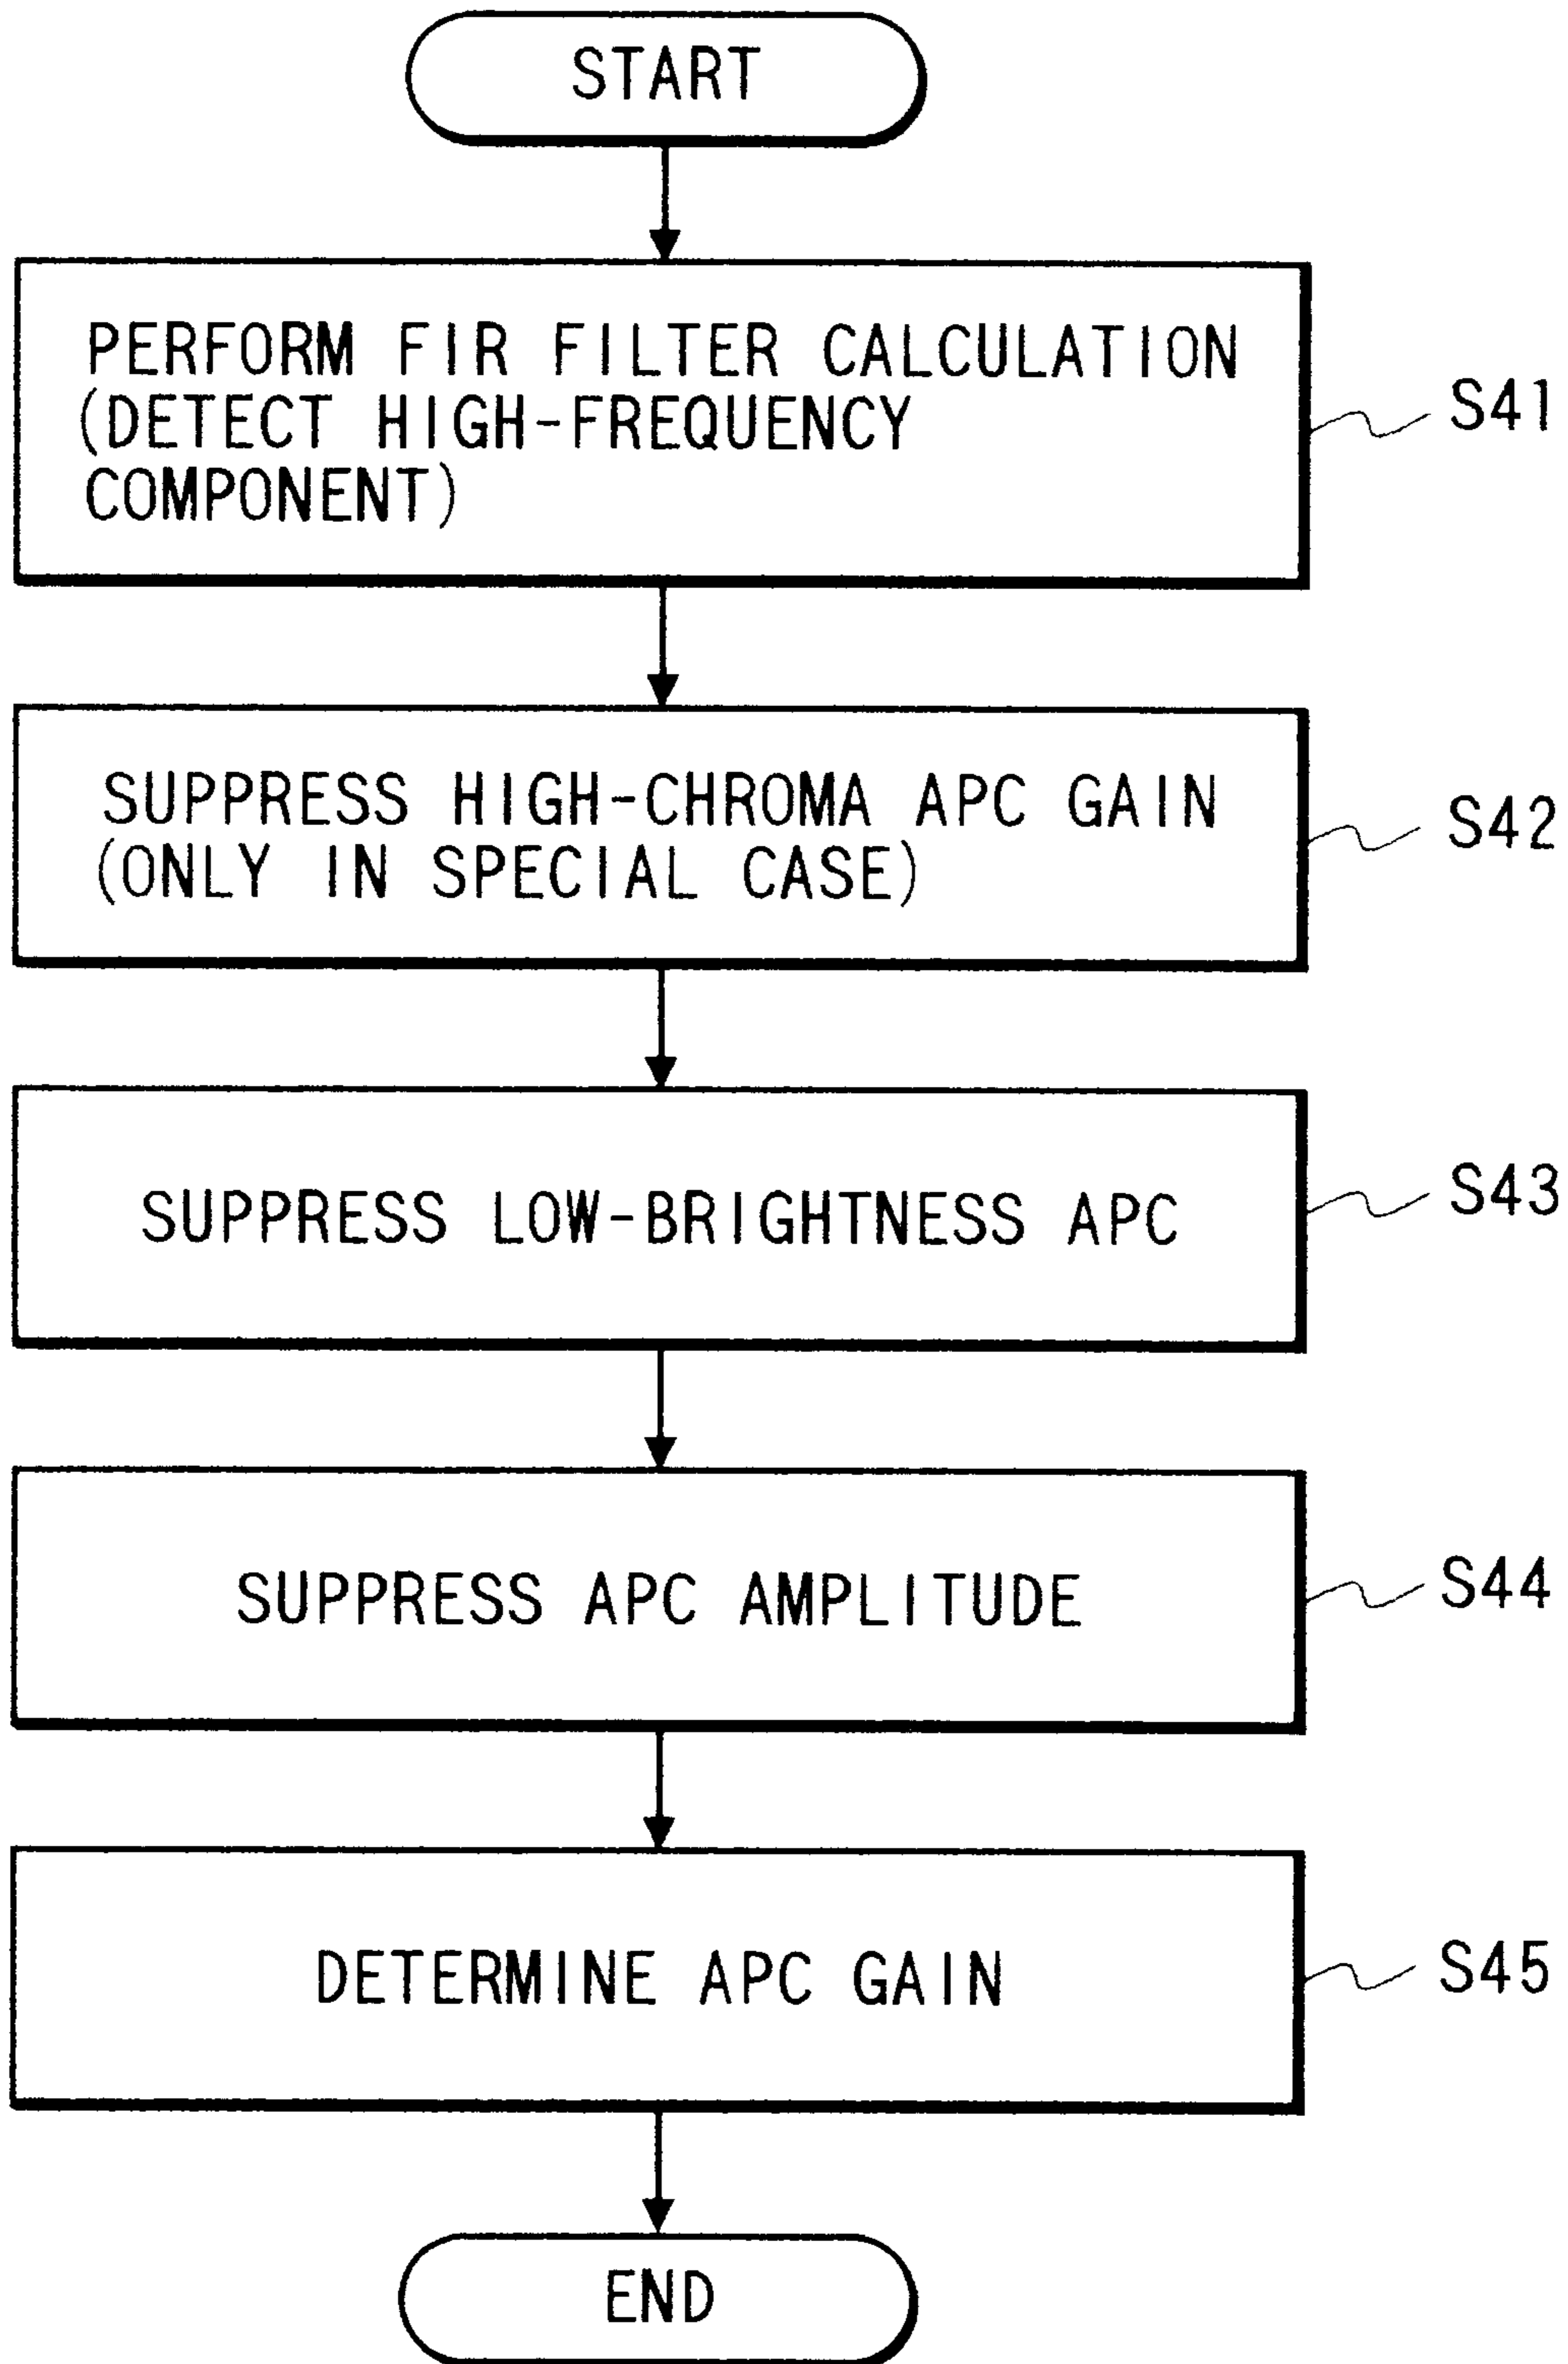 START
PERFORM FIR FILTER CALCULATION
(DETECT HIGH-FREQUENCY
COMPONENT)
S41
SUPPRESS HIGH-CHROMA APC GAIN
(ONLY IN SPECIAL CASE)
S42
SUPPRESS LOW-BRIGHTNESS APC
S43
SUPPRESS APC AMPLITUDE
S44
DETERMINE APC GAIN
S45
END